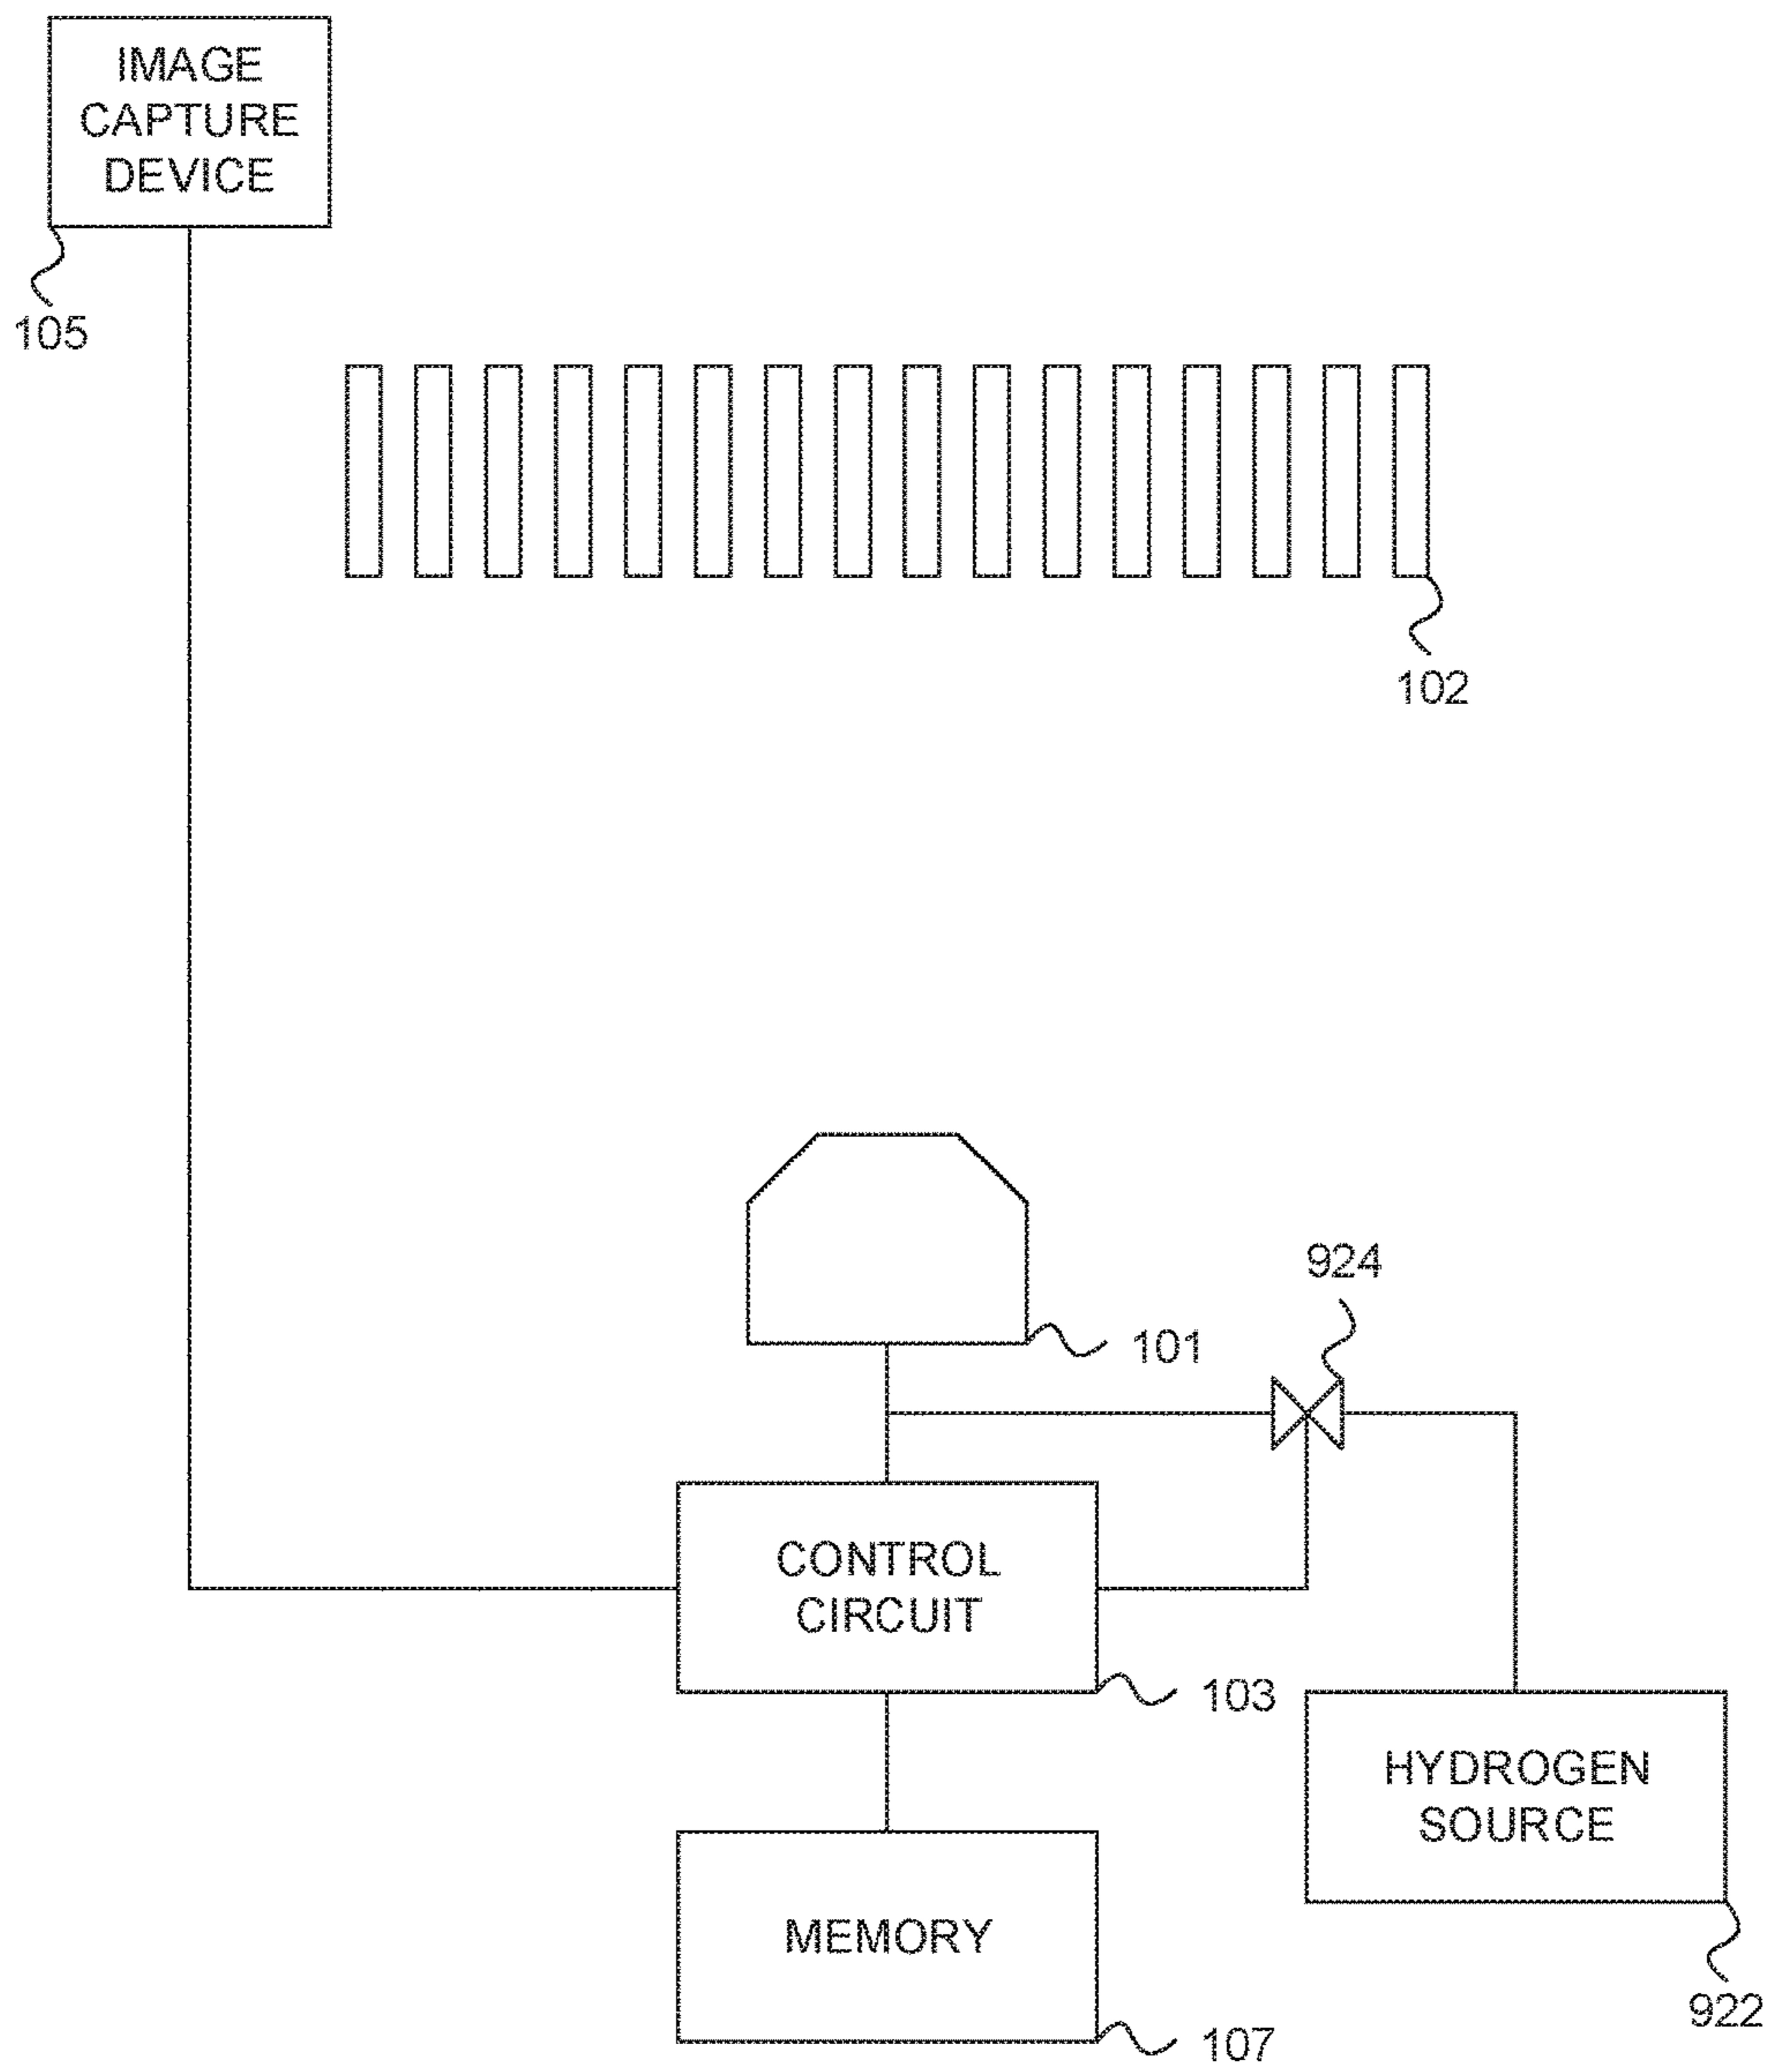 IMAGE
CAPTURE
DEVICE
105
102
924
101
CONTROL
CIRCUIT
103
HYDROGEN
SOURCE
MEMORY
922
107